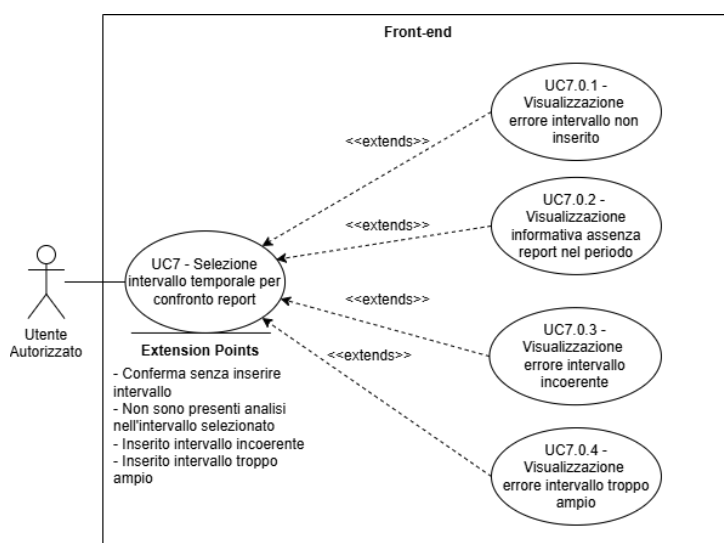 Front-end
UC7.0.1 -
Visualizzazione
errore intervallo non
inserito
<<extends>>
UC7.0.2 -
Visualizzazione
informativa assenza
report nel periodo
<<extends>>
UC7 - Selezione
intervallo temporale per
confronto report
Utente
Autorizzato
<<extends>>
UC7.0.3 -
Visualizzazione
errore intervallo
incoerente
<<extends>>
Extension Points
- Conferma senza inserire
intervallo
- Non sono presenti analisi
nell'intervallo selezionato
- Inserito intervallo incoerente
- Inserito intervallo troppo
ampio
UC7.0.4 -
Visualizzazione
errore intervallo troppo
ampio